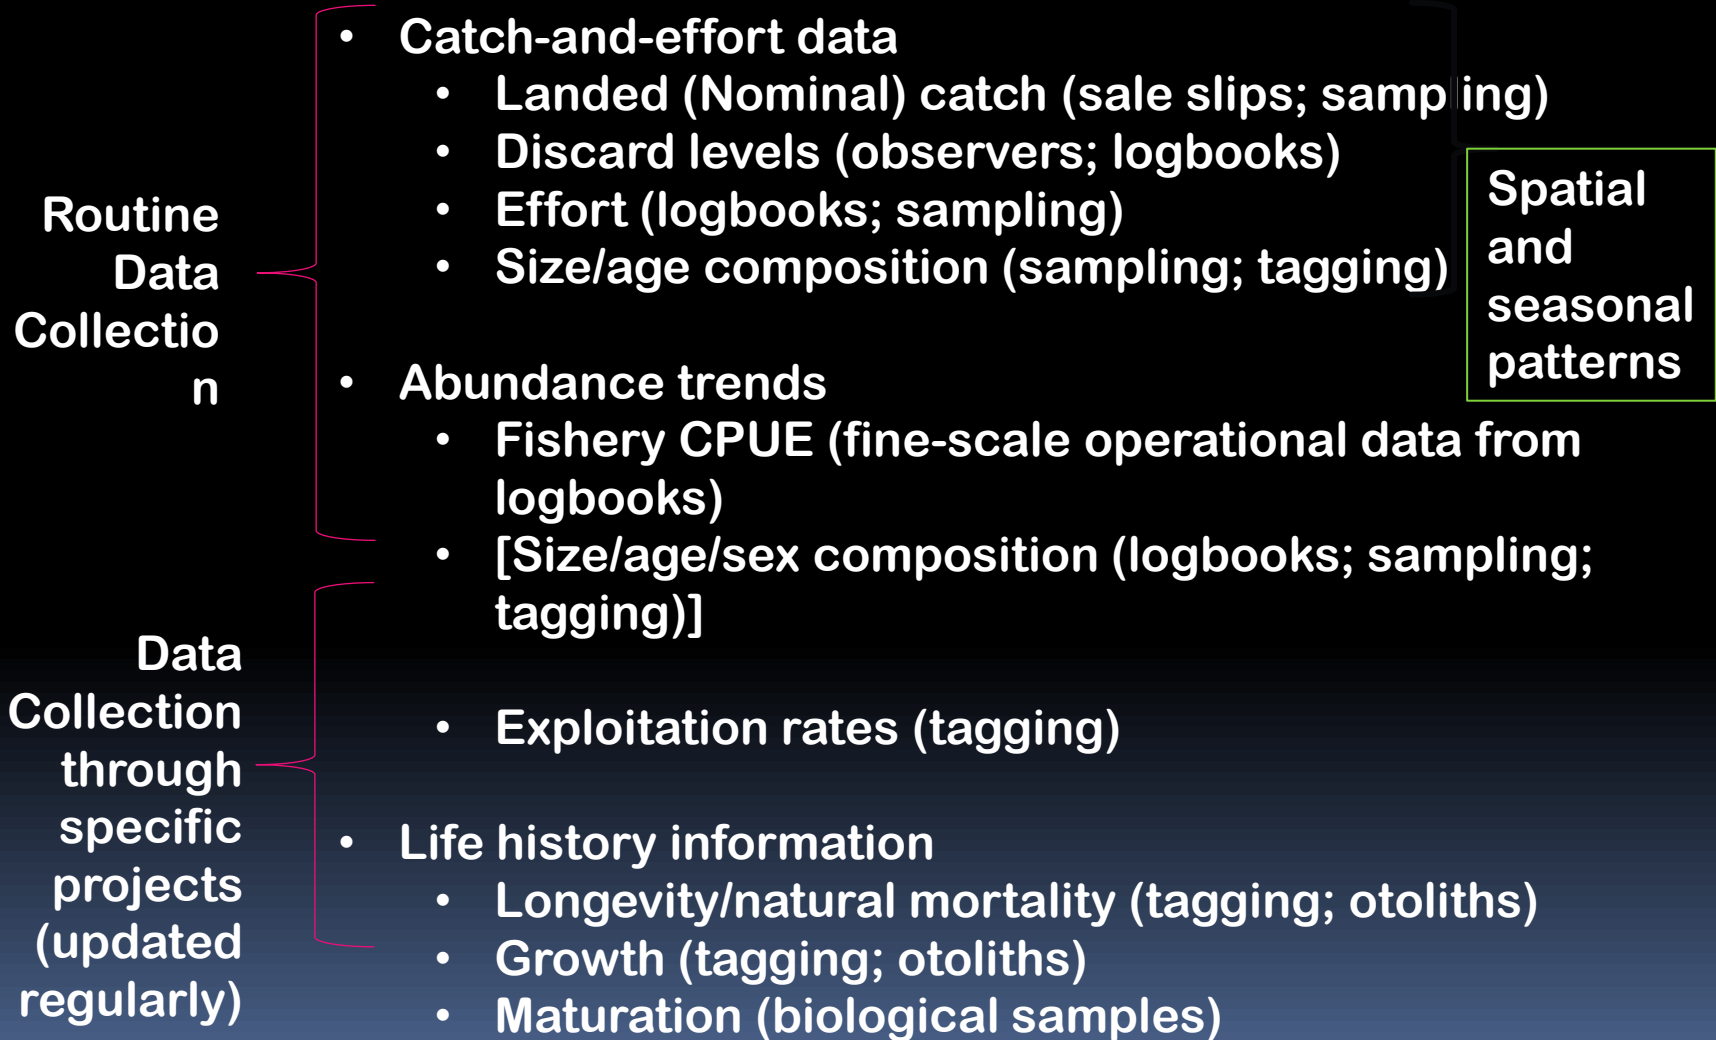 Routine
Data
Collectio
n
• Catch-and-effort data
• Landed (Nominal) catch (sale slips; sampling)
• Discard levels (observers; logbooks)
• Effort (logbooks; sampling)
• Size/age composition (sampling; tagging)
Spatial
and
seasonal
patterns
• Abundance trends
• Fishery CPUE (fine-scale operational data from
logbooks)
• [Size/age/sex composition (logbooks; sampling;
tagging)]
Data
Collection
through
specific
projects
(updated
regularly)
• Exploitation rates (tagging)
• Life history information
• Longevity/natural mortality (tagging; otoliths)
• Growth (tagging; otoliths)
• Maturation (biological samples)